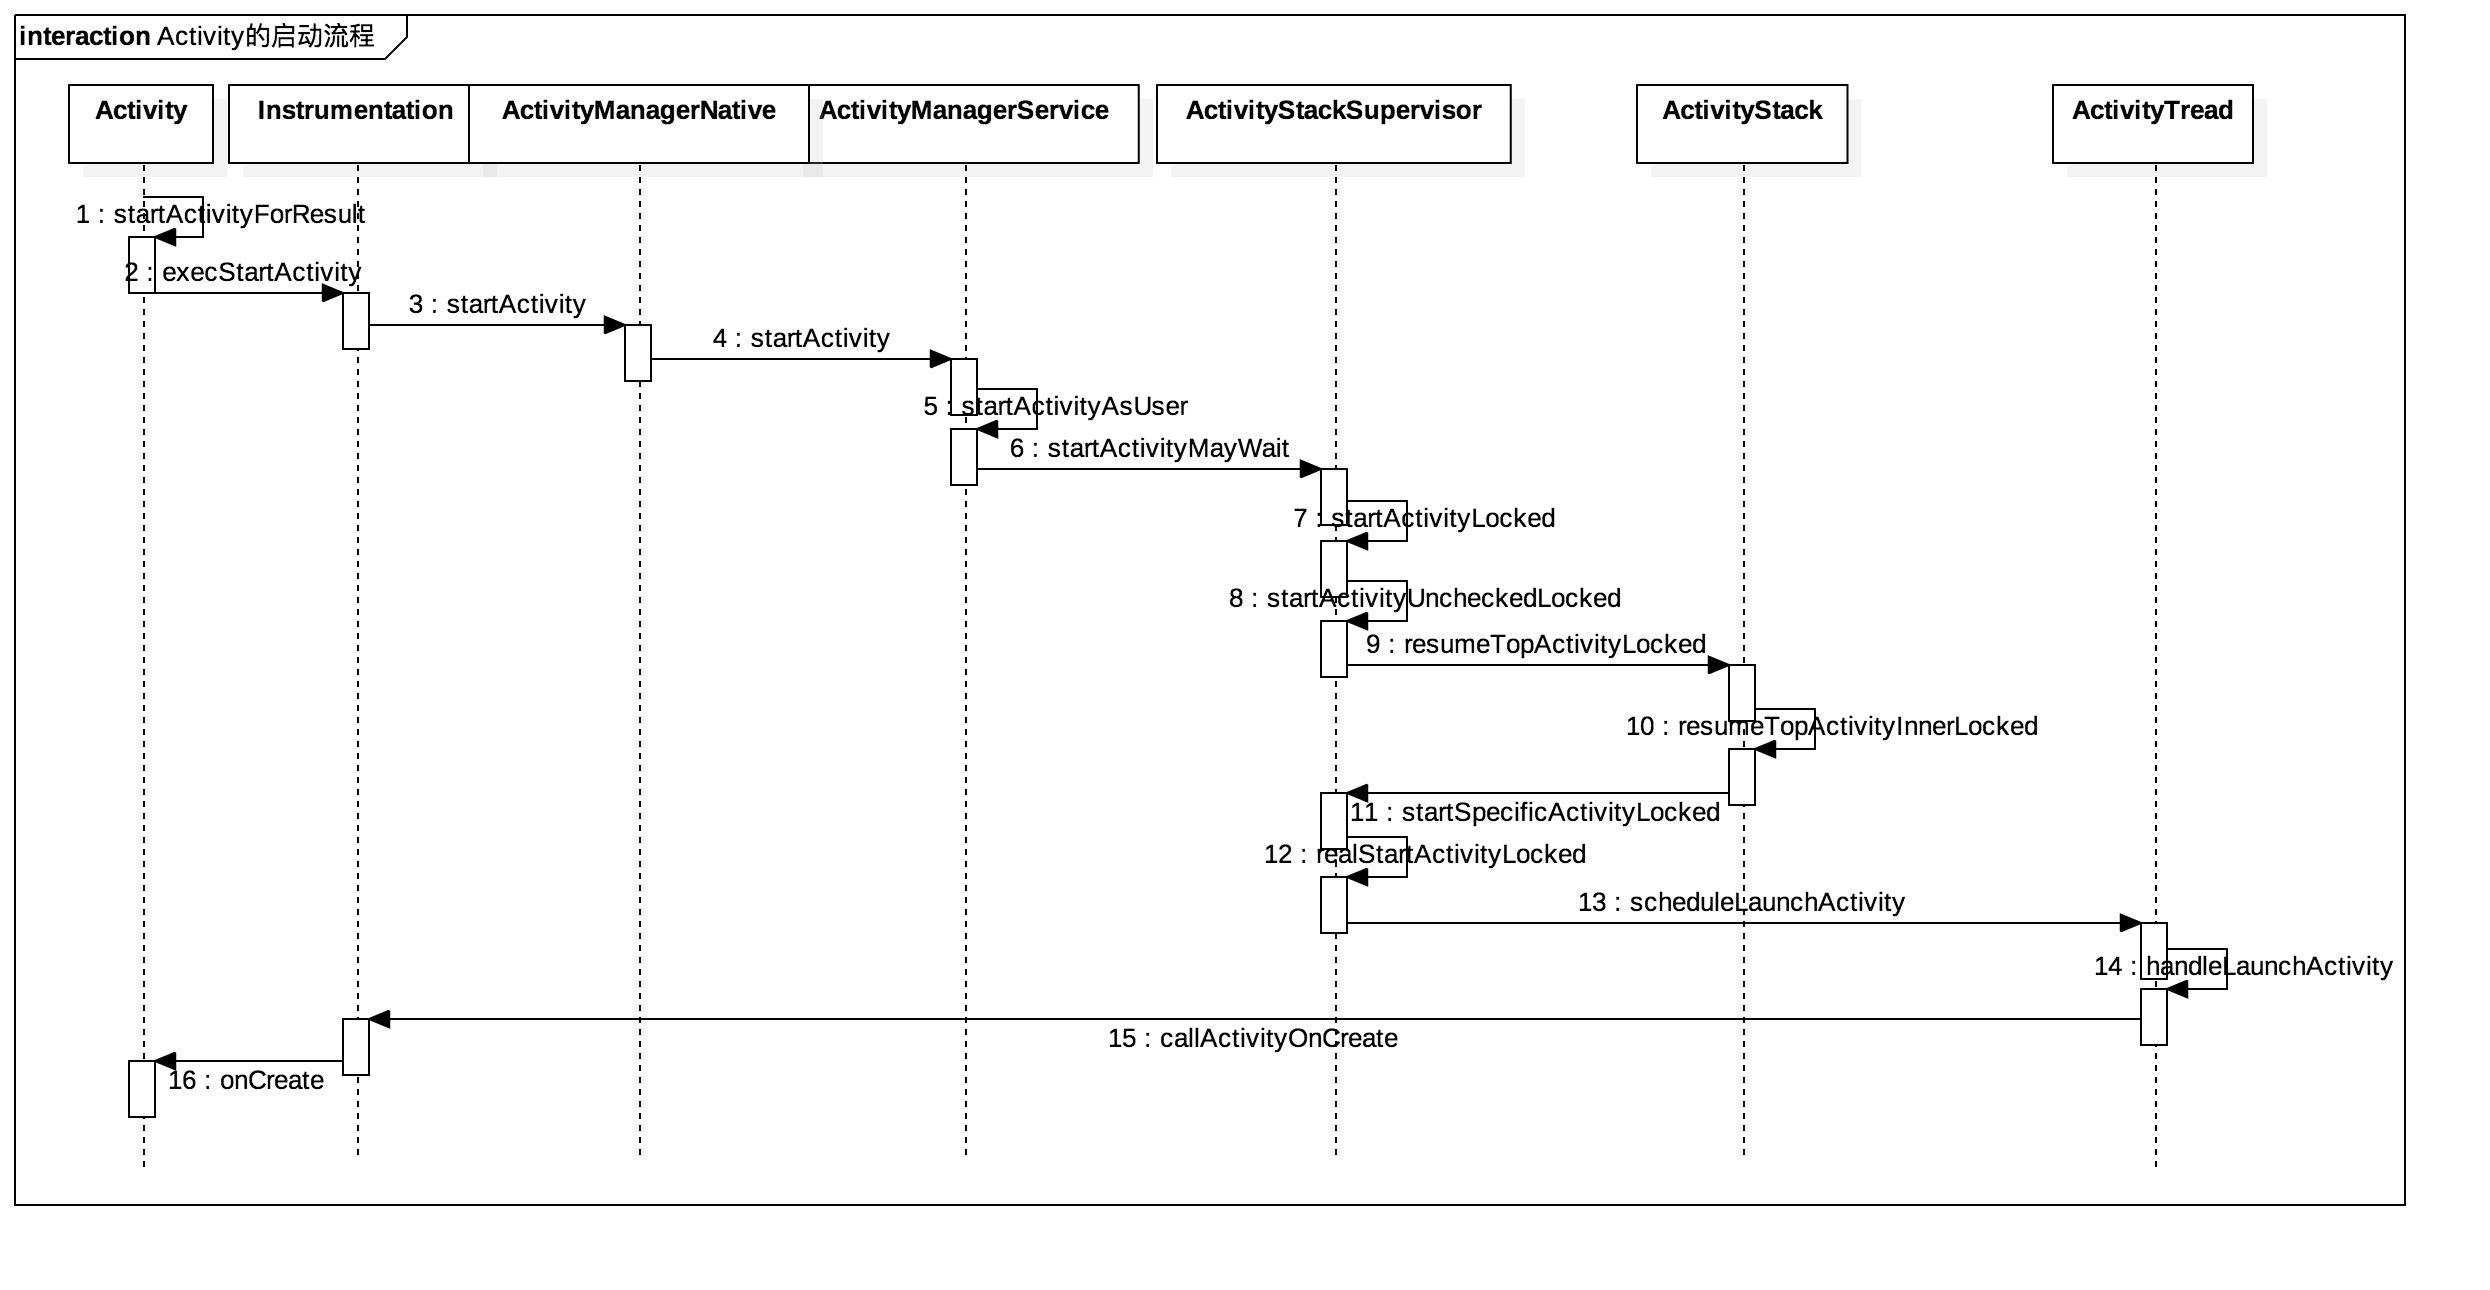 interaction Activity的启动流程
Activity
Instrumentation
ActivityManagerNative
ActivityManagerService
ActivityStackSupervisor
ActivityStack
ActivityTread
1 : startActivityForResult
2 : execStartActivity
3 : startActivity
4 : startActivity
5 : startActivityAsUser
6 : startActivityMayWait
7 : startActivityLocked
8 : startActivityUncheckedLocked
9 : resumeTopActivityLocked
10 : resumeTopActivityInnerLocked
11 : startSpecificActivityLocked
12 : realStartActivityLocked
13 : scheduleLaunchActivity
14 : handleLaunchActivity
15 : callActivityOnCreate
16 : onCreate